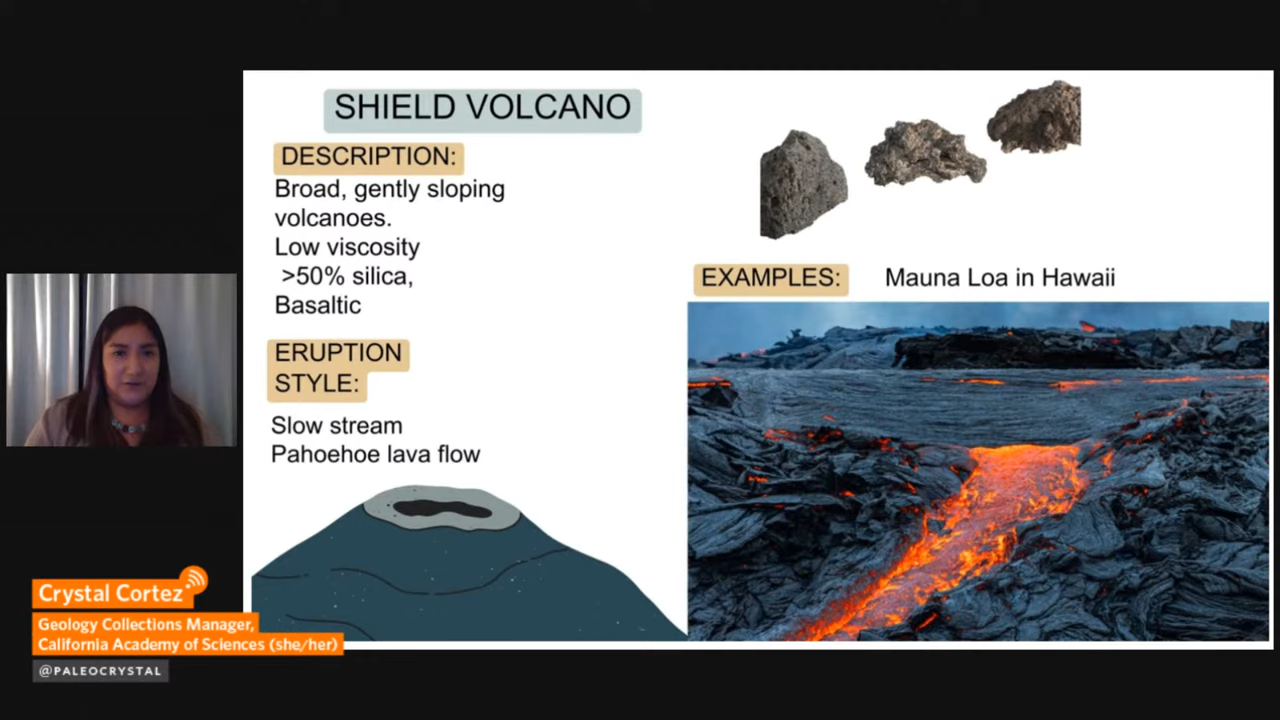 SHIELD VOLCANO
DESCRIPTION:
Broad, gently sloping
volcanoes.
Low viscosity
>50% silica,
Basaltic
ERUPTION
STYLE:
Slow stream
Pahoehoe lava flow
EXAMPLES: Mauna Loa in Hawaii
Crystal Cortez
Geology Collections Manager,
California Academy of Sciences (she/her)
@PALEOCRYSTAL